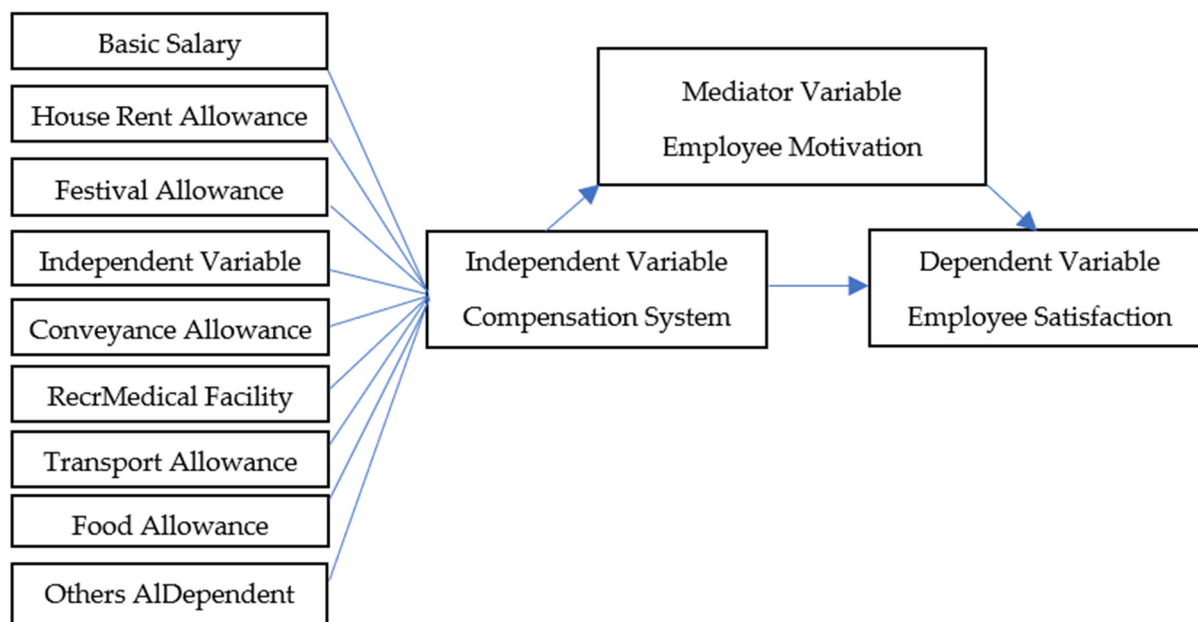 Basic Salary
House Rent Allowance
Festival Allowance
Independent Variable
Conveyance Allowance
RecrMedical Facility
Transport Allowance
Food Allowance
Others AlDependent
Independent Variable
Compensation System
Mediator Variable
Employee Motivation
Dependent Variable
Employee Satisfaction